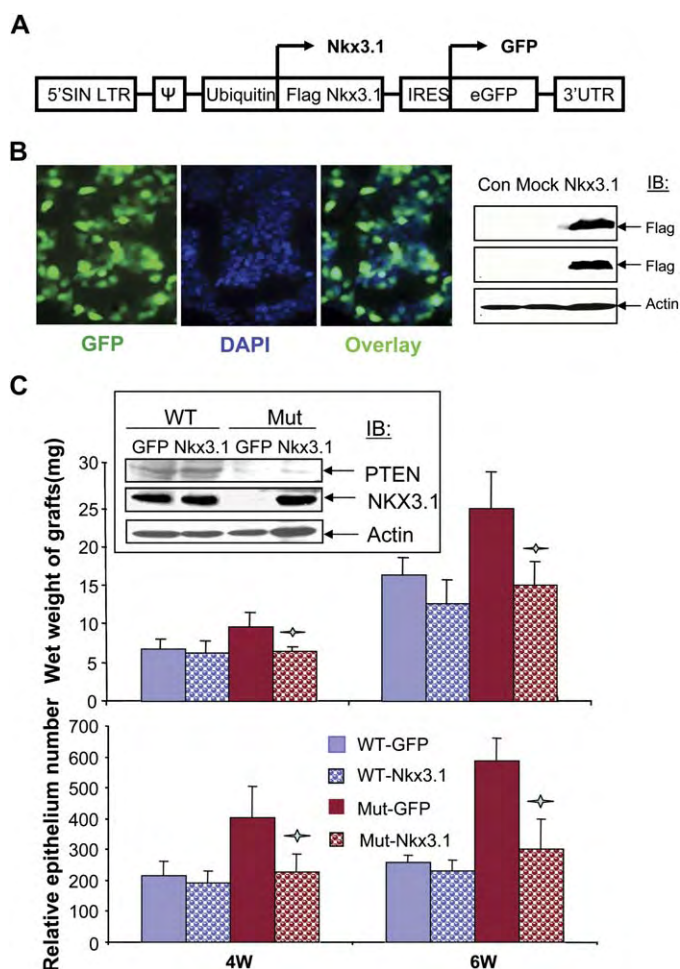 A
Nkx3.1 GFP
5'SIN LTR Ψ Ubiquitin Flag Nkx3.1 IRES eGFP 3'UTR
B
Con Mock Nkx3.1 IB:
Flag
Flag
Actin
GFP DAPI Overlay
C
WT Mut
GFP Nkx3.1 GFP Nkx3.1 IB:
PTEN
NKX3.1
Actin
Wet weight of grafts(mg)
30
25
20
15
10
5
0
Relative epithelium number
700
600
500
400
300
200
100
0
WT-GFP
WT-Nkx3.1
Mut-GFP
Mut-Nkx3.1
4W 6W